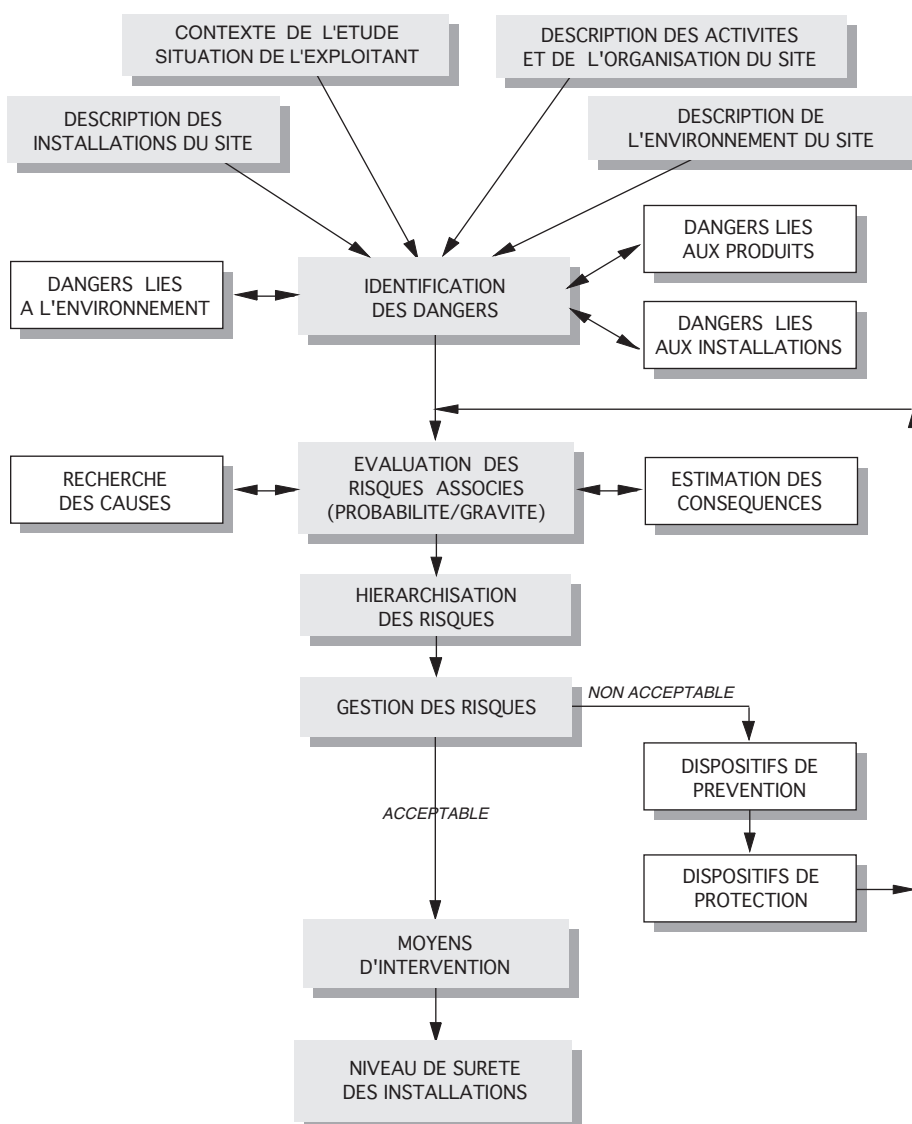 CONTEXTE DE L'ETUDE
SITUATION DE L'EXPLOITANT
DESCRIPTION DES ACTIVITES
ET DE L'ORGANISATION DU SITE
DESCRIPTION DES
INSTALLATIONS DU SITE
DESCRIPTION DE
L'ENVIRONNEMENT DU SITE
DANGERS LIES
A L'ENVIRONNEMENT
IDENTIFICATION
DES DANGERS
DANGERS LIES
AUX PRODUITS
DANGERS LIES
AUX INSTALLATIONS
RECHERCHE
DES CAUSES
EVALUATION DES
RISQUES ASSOCIES
(PROBABILITE/GRAVITE)
ESTIMATION DES
CONSEQUENCES
HIERARCHISATION
DES RISQUES
GESTION DES RISQUES
NON ACCEPTABLE
DISPOSITIFS DE
PREVENTION
ACCEPTABLE
DISPOSITIFS DE
PROTECTION
MOYENS
D'INTERVENTION
NIVEAU DE SURETE
DES INSTALLATIONS